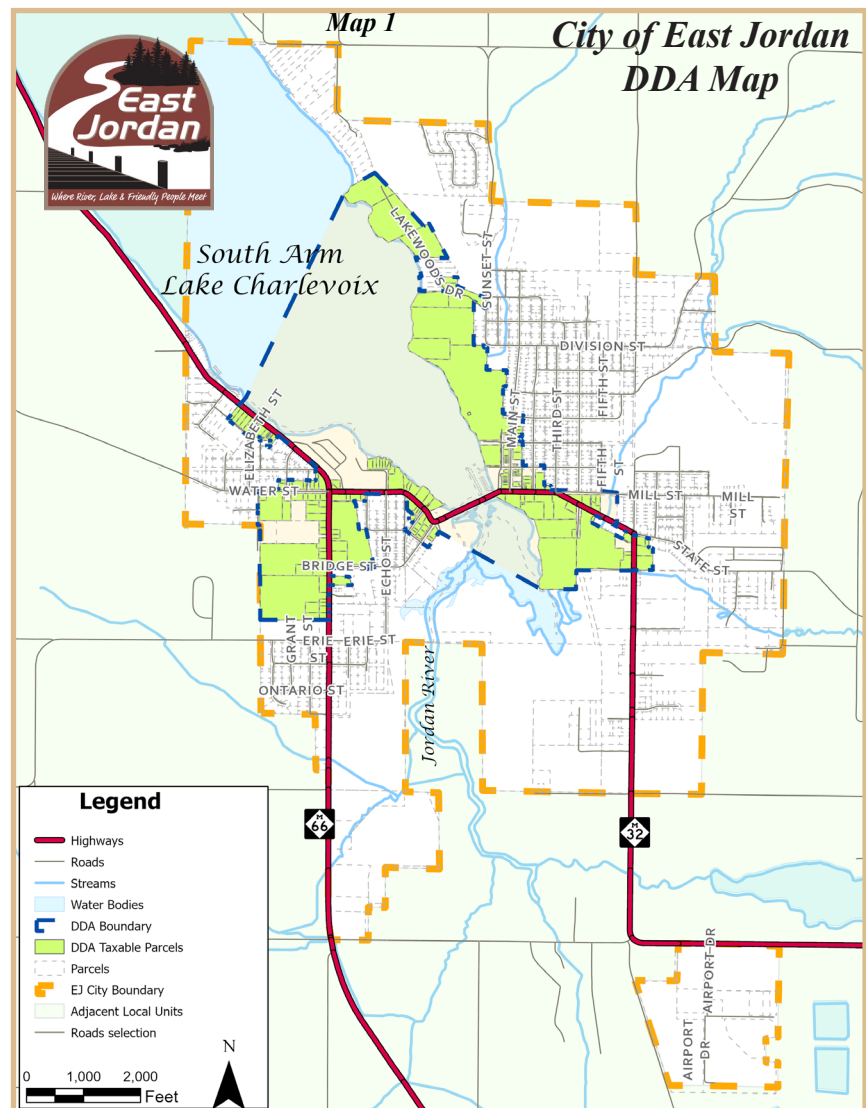 Map 1
City of East Jordan
DDA Map
East
Jordan
Where River, Lake & Friendly People Meet
South Arm
Lake Charlevoix
LAKEWOODS DR
SUNSET ST
DIVISION ST
FIFTH ST
MAIN ST
THIRD ST
FIFTH
ST
ELIZABETH ST
WATER ST
MILL ST
MILL
ST
STATE ST
BRIDGE ST
ECHO ST
GRANT
ST
ERIE
ST
ERIE ST
ONTARIO ST
Jordan River
M
66
M
32
AIRPORT DR
AIRPORT
DR
Legend
Highways
Roads
Streams
Water Bodies
DDA Boundary
DDA Taxable Parcels
Parcels
EJ City Boundary
Adjacent Local Units
Roads selection
N
0 1,000 2,000
Feet